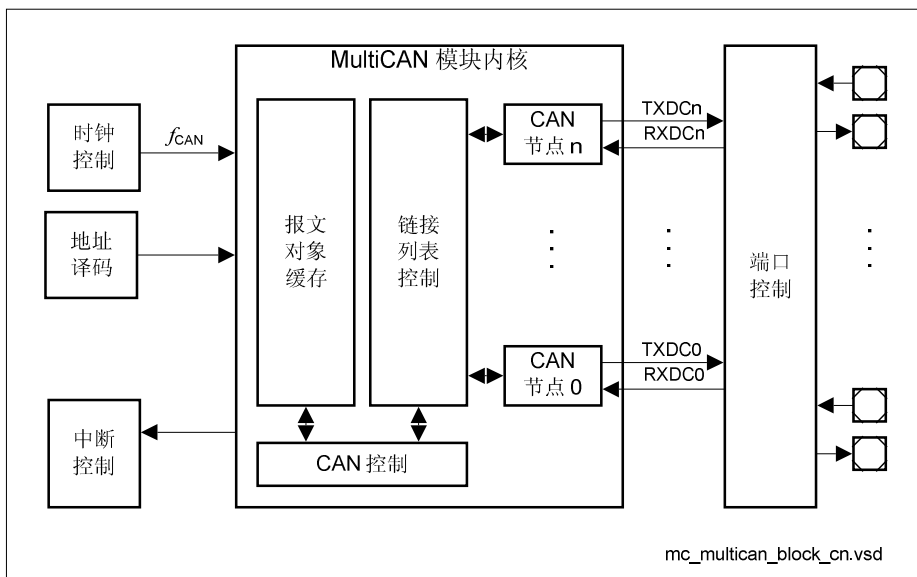 MultiCAN 模块内核
时钟
控制
fCAN
地址
译码
中断
控制
报文
对象
缓存
链接
列表
控制
CAN
节点 n
TXDCn
RXDCn
CAN
节点 0
TXDC0
RXDC0
CAN 控制
端口
控制
mc_multican_block_cn.vsd